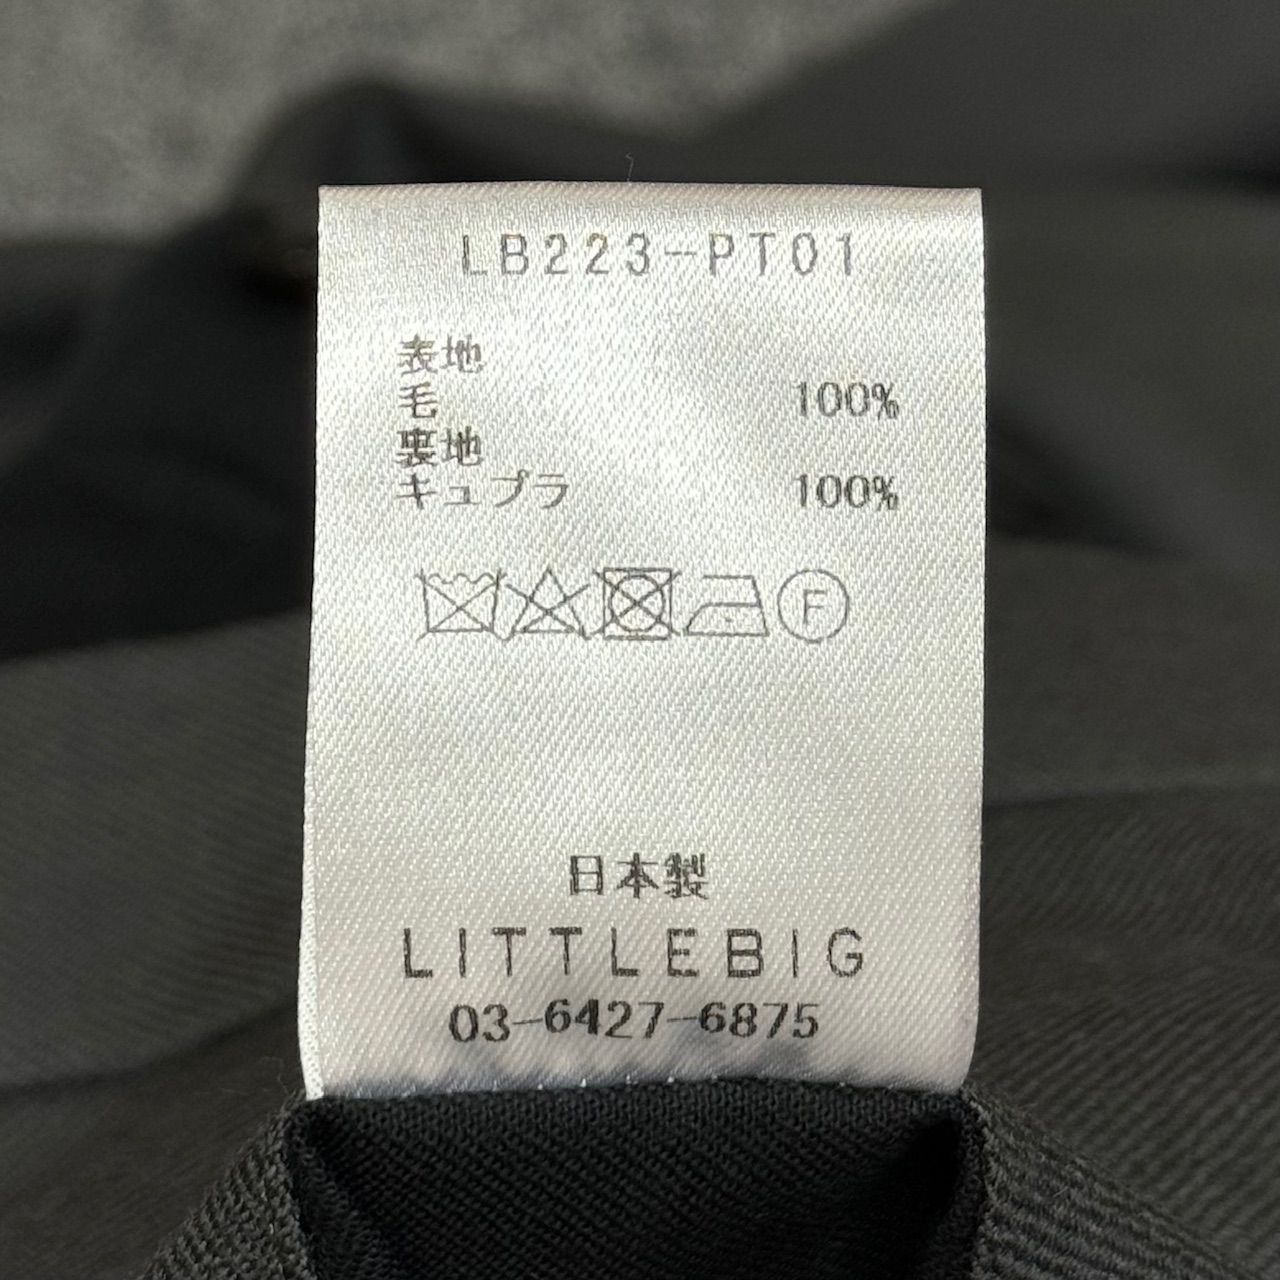 LB223-PT01
表地
毛 100%
裏地
キュプラ 100%
F
日本製
LITTLEBIG
03-6427-6875